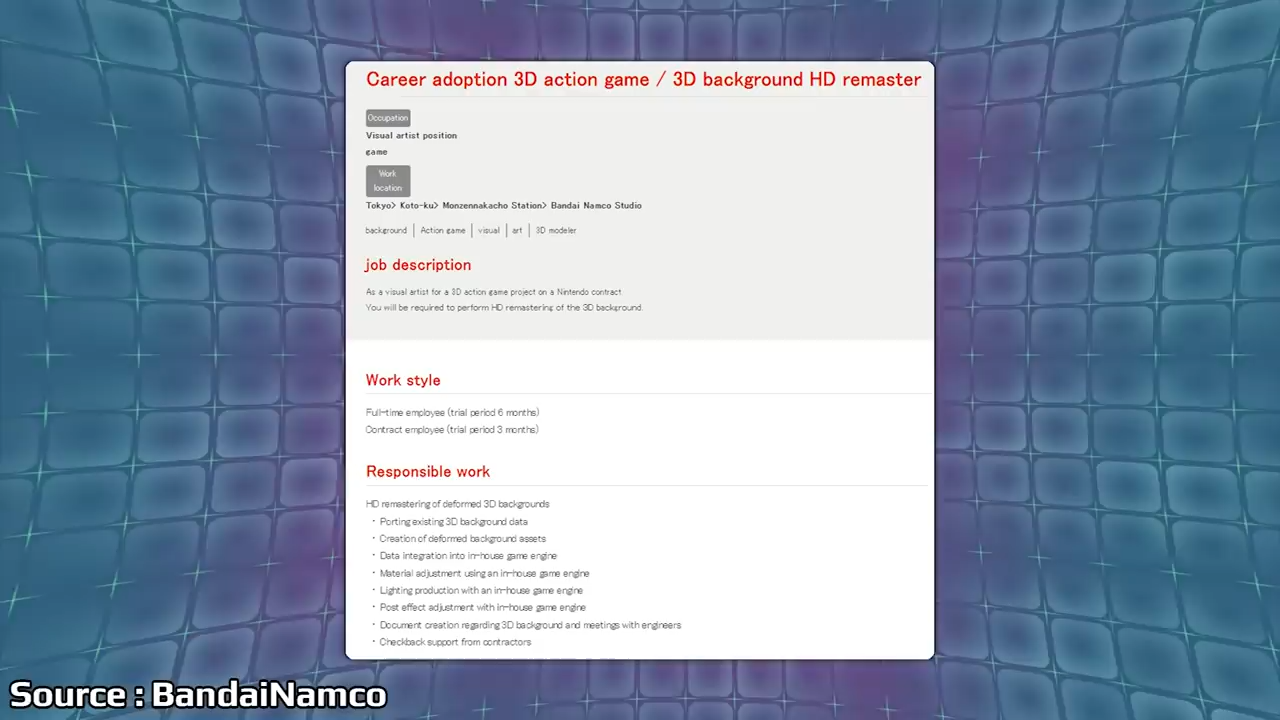 Career adoption 3D action game / 3D background HD remaster
Occupation
Visual artist position
game
Work
location
Tokyo> Koto-ku> Monzennakacho Station> Bandai Namco Studio
background | Action game | visual | art | 3D modeler
job description
As a visual artist for a 3D action game project on a Nintendo contract
You will be required to perform HD remastering of the 3D background.
Work style
Full-time employee (trial period 6 months)
Contract employee (trial period 3 months)
Responsible work
HD remastering of deformed 3D backgrounds
・Porting existing 3D background data
・Creation of deformed background assets
・Data integration into in-house game engine
・Material adjustment using an in-house game engine
・Lighting production with an in-house game engine
・Post effect adjustment with in-house game engine
・Document creation regarding 3D background and meetings with engineers
・Checkback support from contractors
Source : BandaiNamco